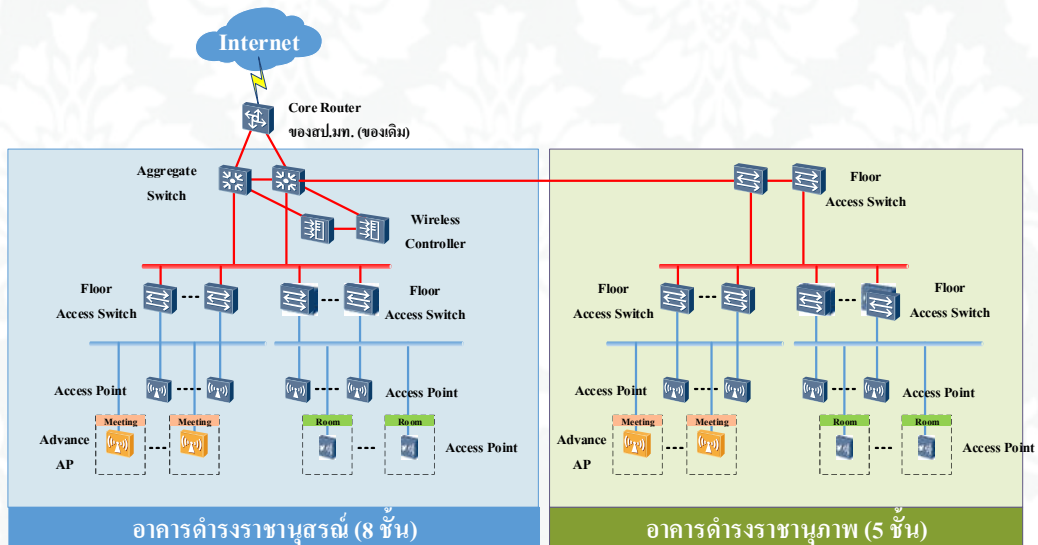 Internet
Core Router
ของสป.มท. (ของเดิม)
Aggregate
Switch
Wireless
Controller
Floor
Access Switch
Floor
Access Switch
Floor
Access Switch
Floor
Access Switch
Floor
Access Switch
Access Point
Access Point
Access Point
Access Point
Meeting
Meeting
Room
Room
Meeting
Meeting
Room
Room
Advance
AP
Access Point
Advance
AP
Access Point
อาคารดำรงราชานุสรณ์ (8 ชั้น)
อาคารดำรงราชานุภาพ (5 ชั้น)